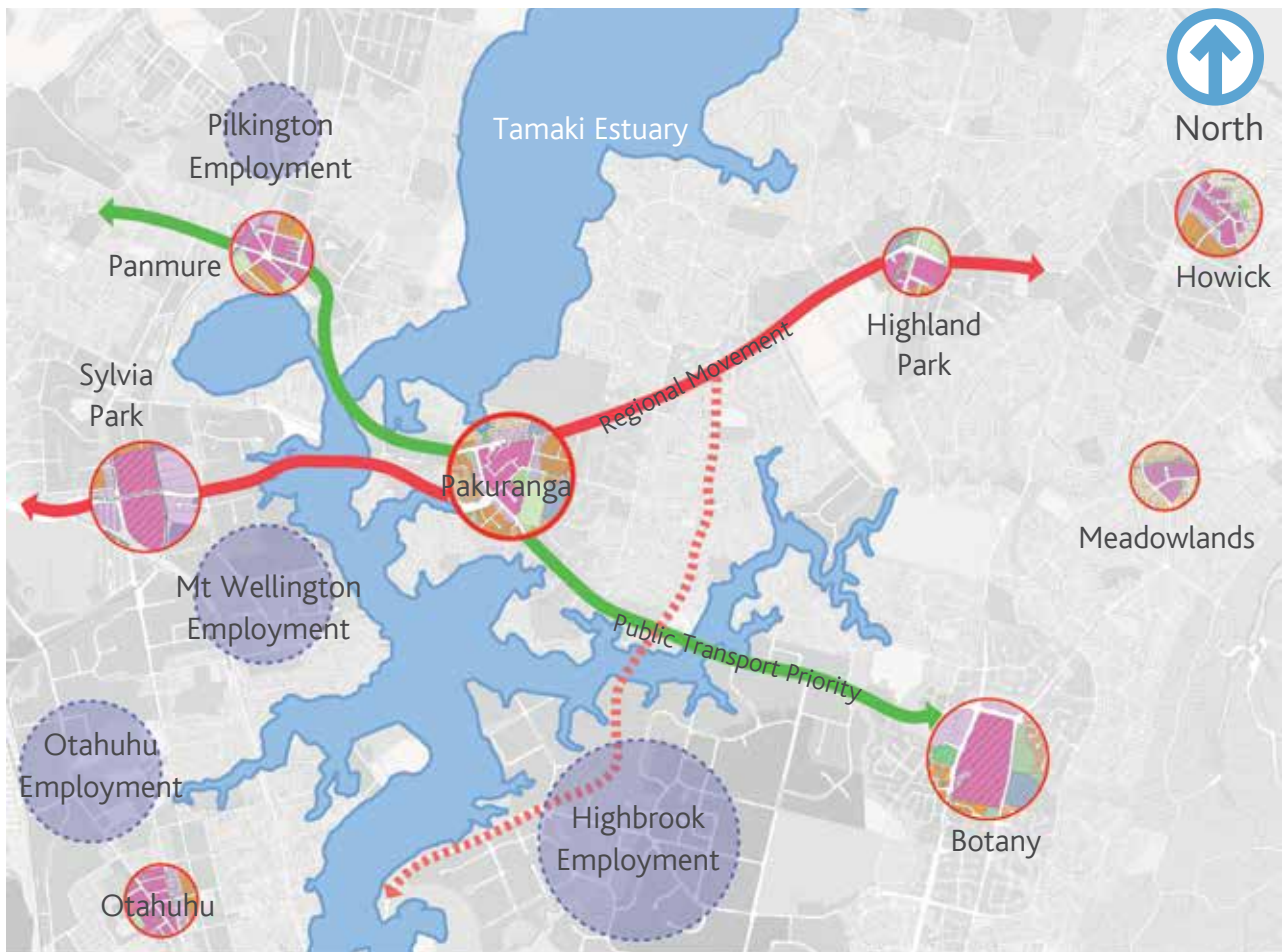 North
Pilkington
Employment
Tamaki Estuary
Panmure
Howick
Highland
Park
Sylvia
Park
Regional Movement
Pakuranga
Meadowlands
Mt Wellington
Employment
Public Transport Priority
Otahuhu
Employment
Highbrook
Employment
Botany
Otahuhu